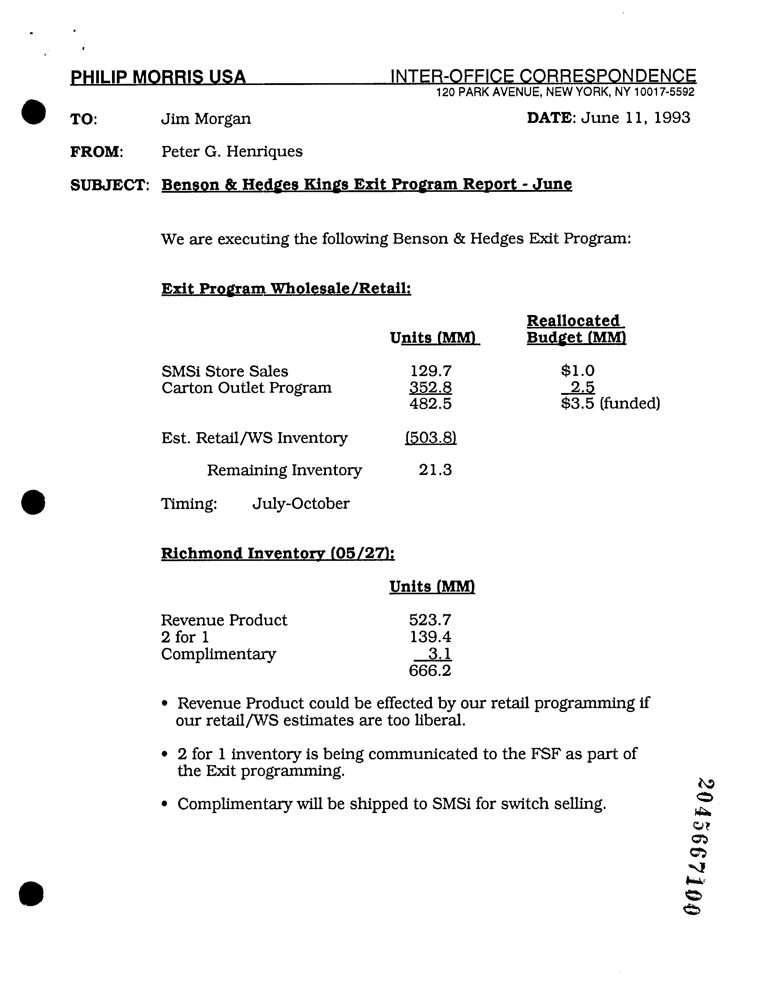 PHILIP MORRIS USA INTER-OFFICE CORRESPONDENCE
120 PARK AVENUE, NEW YORK, NY 10017-5592
TO: Jim Morgan DATE: June 11, 1993
FROM: Peter G. Henriques
SUBJECT: Benson & Hedges Kings Exit Program Report - June
We are executing the following Benson & Hedges Exit Program:
Exit Program Wholesale/Retail:
Reallocated
Units (MM) Budget (MM)
SMSi Store Sales 129.7 $1.0
Carton Outlet Program 352.8 2.5
482.5 $3.5 (funded)
Est. Retail/WS Inventory (503.8)
Remaining Inventory 21.3
Timing: July-October
Richmond Inventory (05/27):
Units (MM)
Revenue Product 523.7
2 for 1 139.4
Complimentary 3.1
666.2
• Revenue Product could be effected by our retail programming if
our retail/WS estimates are too liberal.
• 2 for 1 inventory is being communicated to the FSF as part of
the Exit programming.
• Complimentary will be shipped to SMSi for switch selling.
2045667100